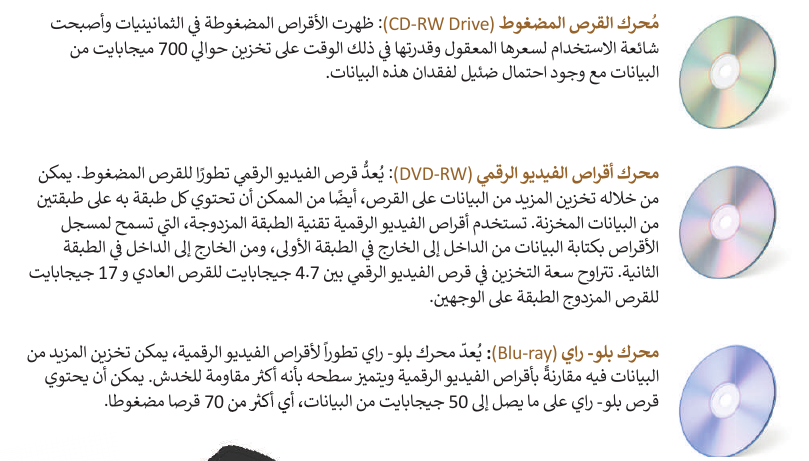 مُحرك القرص المضغوط (CD-RW Drive): ظهرت الأقراص المضغوطة في الثمانينيات وأصبحت
شائعة الاستخدام لسعرها المعقول وقدرتها في ذلك الوقت على تخزين حوالي 700 ميجابايت من
البيانات مع وجود احتمال ضئيل لفقدان هذه البيانات.
محرك أقراص الفيديو الرقمي (DVD-RW): يُعدُّ قرص الفيديو الرقمي تطورًا للقرص المضغوط. يمكن
من خلاله تخزين المزيد من البيانات على القرص، أيضًا من الممكن أن تحتوي كل طبقة به على طبقتين
من البيانات المخزنة. تستخدم أقراص الفيديو الرقمية تقنية الطبقة المزدوجة، التي تسمح لمسجل
الأقراص بكتابة البيانات من الداخل إلى الخارج في الطبقة الأولى، ومن الخارج إلى الداخل في الطبقة
الثانية. تتراوح سعة التخزين في قرص الفيديو الرقمي بين 4.7 جيجابايت للقرص العادي و 17 جيجابايت
للقرص المزدوج الطبقة على الوجهين.
محرك بلو- راي (Blu-ray): يُعدّ محرك بلو- راي تطوراً لأقراص الفيديو الرقمية، يمكن تخزين المزيد من
البيانات فيه مقارنةً بأقراص الفيديو الرقمية ويتميز سطحه بأنه أكثر مقاومة للخدش. يمكن أن يحتوي
قرص بلو- راي على ما يصل إلى 50 جيجابايت من البيانات، أي أكثر من 70 قرصا مضغوطا.